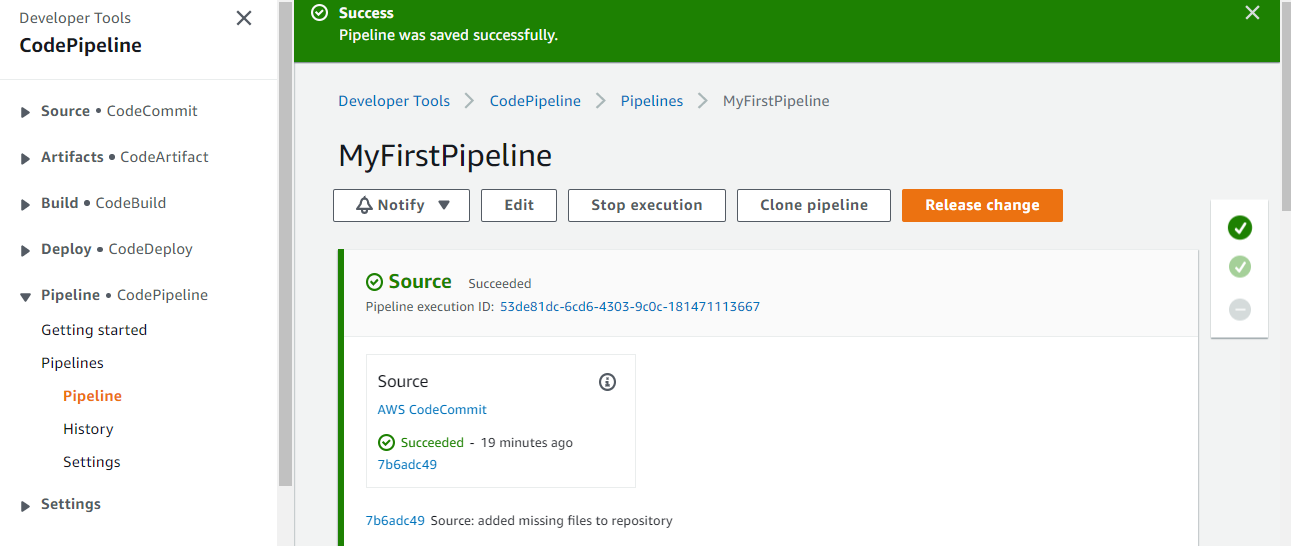 Developer Tools
CodePipeline
Source • CodeCommit
Artifacts • CodeArtifact
Build • CodeBuild
Deploy • CodeDeploy
Pipeline • CodePipeline
Getting started
Pipelines
Pipeline
History
Settings
Settings
Success
Pipeline was saved successfully.
Developer Tools > CodePipeline > Pipelines > MyFirstPipeline
MyFirstPipeline
Notify Edit Stop execution Clone pipeline Release change
Source Succeeded
Pipeline execution ID: 53de81dc-6cd6-4303-9c0c-181471113667
Source
AWS CodeCommit
Succeeded - 19 minutes ago
7b6adc49
7b6adc49 Source: added missing files to repository